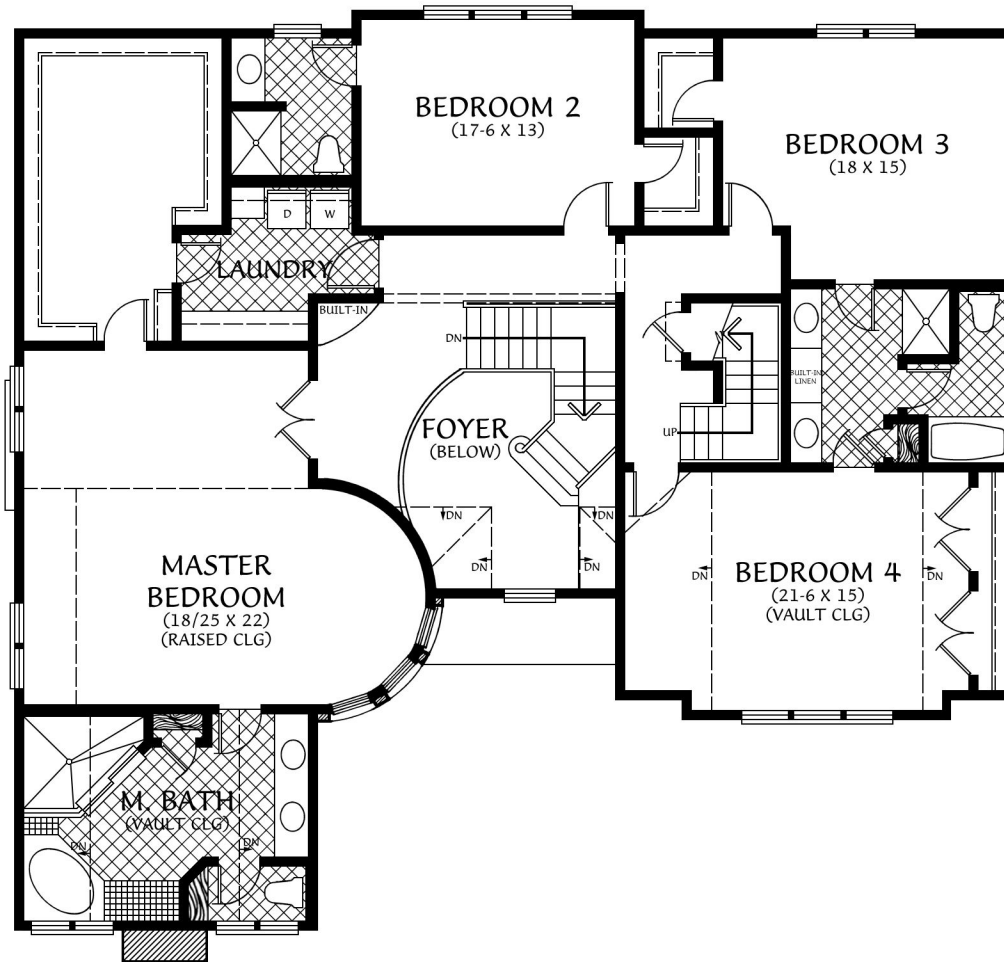 BEDROOM 2
(17-6 X 13)
BEDROOM 3
(18 X 15)
D
W
LAUNDRY
BUILT-IN
DN
FOYER
(BELOW)
UP
BUILT-IN
LINEN
DN
DN
DN
DN
MASTER
BEDROOM
(18/25 X 22)
(RAISED CLG)
DN
BEDROOM 4
(21-6 X 15)
(VAULT CLG)
DN
M. BATH
(VAULT CLG)
DN
DN